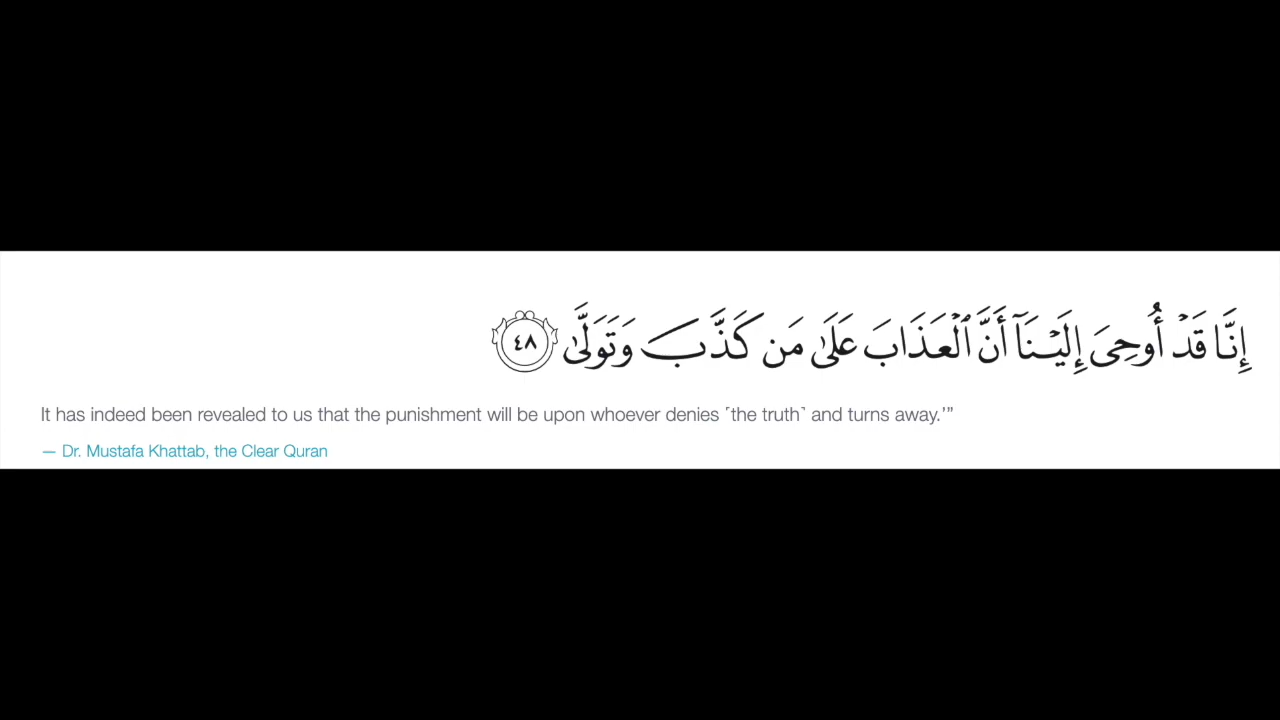 إِنَّا قَدْ أُوحِىَ إِلَيْنَآ أَنَّ ٱلْعَذَابَ عَلَىٰ مَن كَذَّبَ وَتَوَلَّىٰ ٤٨
It has indeed been revealed to us that the punishment will be upon whoever denies ˹the truth˺ and turns away.’”
— Dr. Mustafa Khattab, the Clear Quran